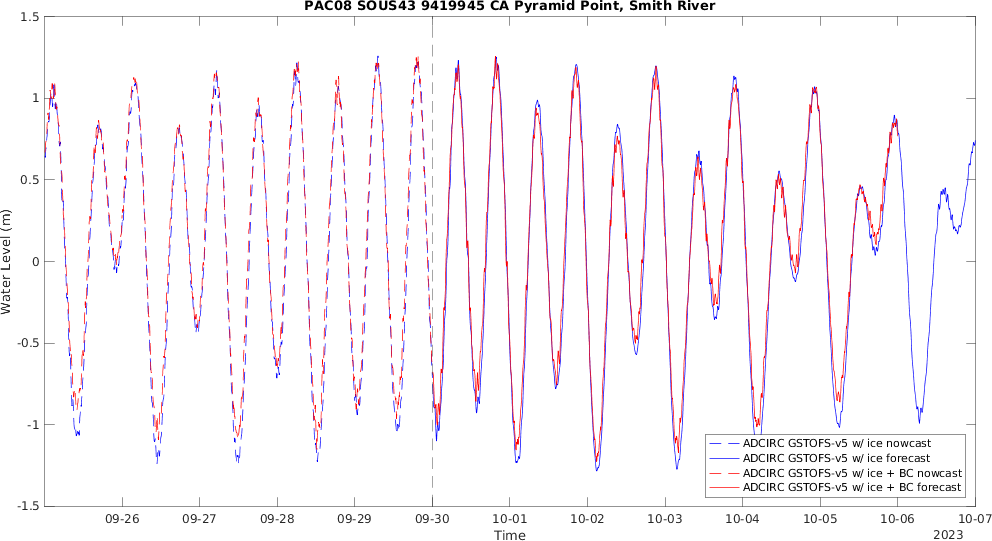 PAC08 SOUS43 9419945 CA Pyramid Point, Smith River
1.5
1
0.5
0
-0.5
-1
-1.5
Water Level (m)
09-26
09-27
09-28
09-29
09-30
10-01
10-02
10-03
10-04
10-05
10-06
10-07
Time
2023
ADCIRC GSTOFS-v5 w/ ice nowcast
ADCIRC GSTOFS-v5 w/ ice forecast
ADCIRC GSTOFS-v5 w/ ice + BC nowcast
ADCIRC GSTOFS-v5 w/ ice + BC forecast